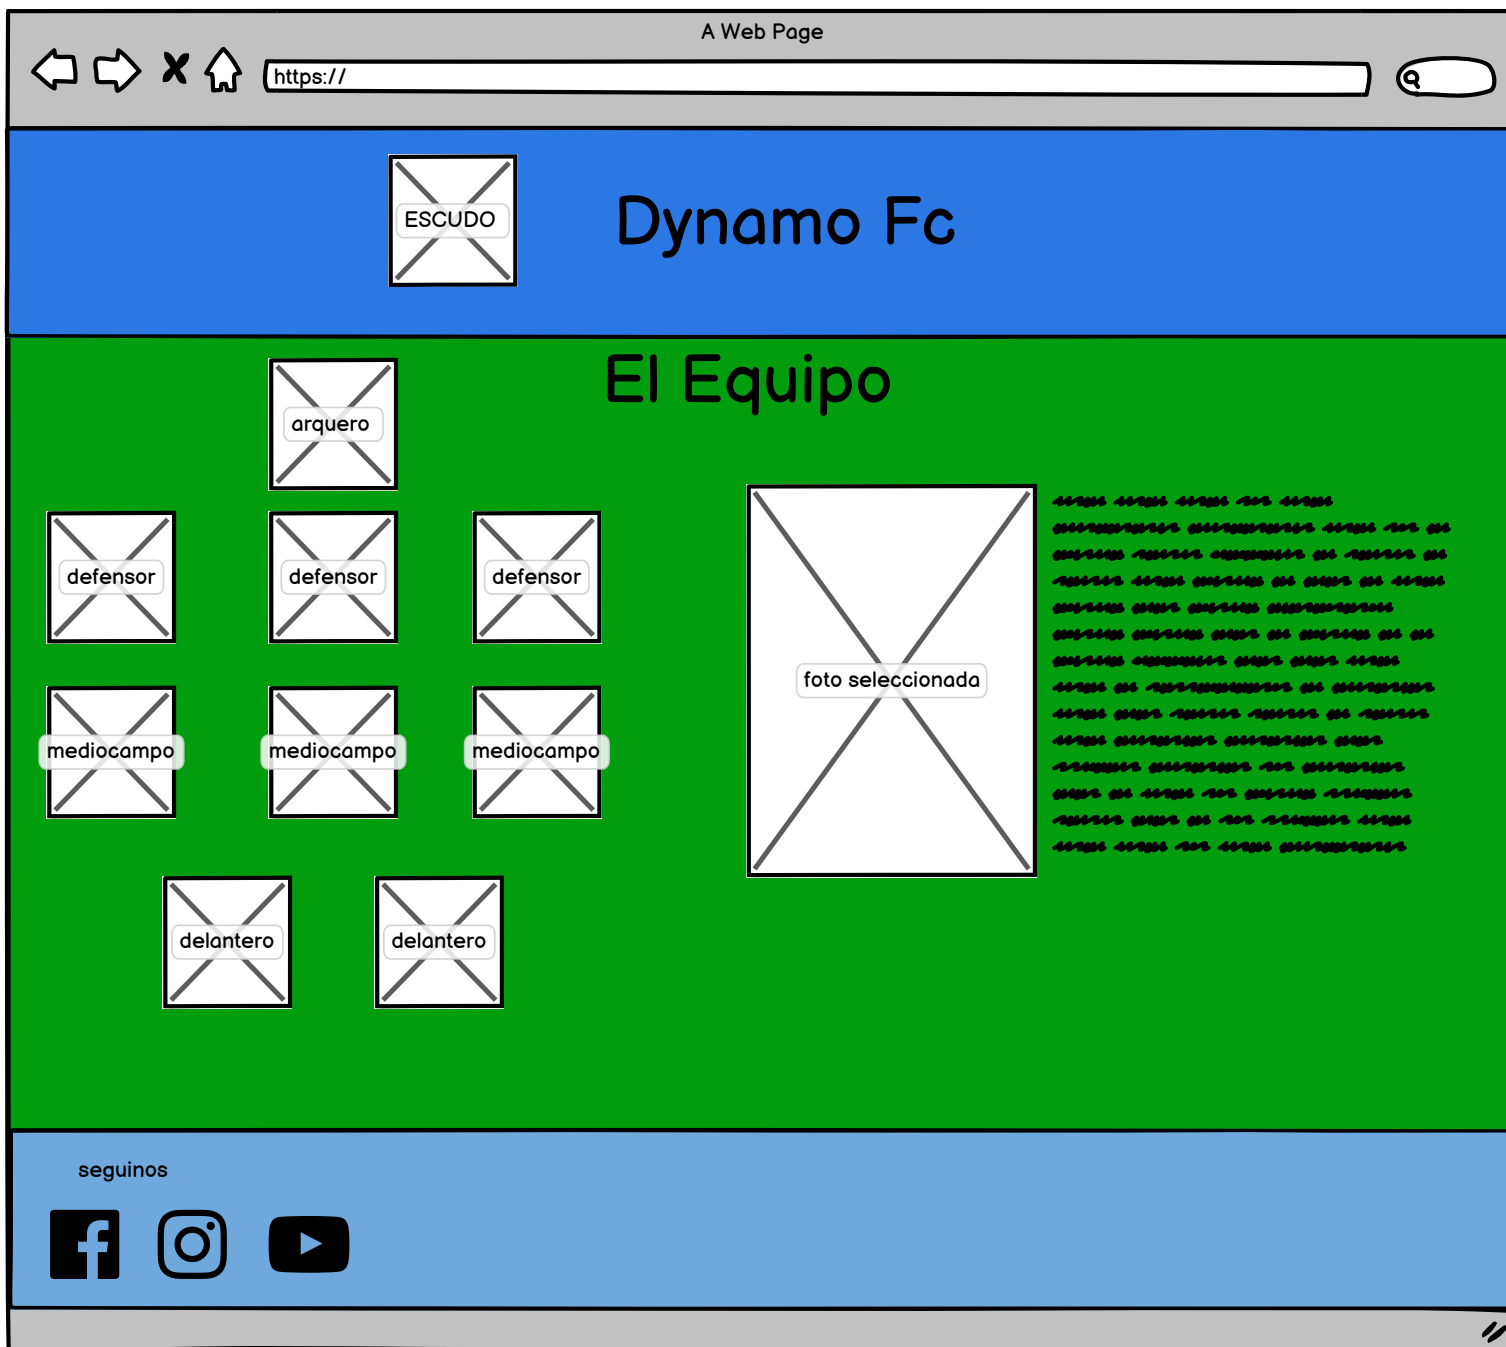 A Web Page
https://
ESCUDO
Dynamo Fc
El Equipo
arquero
defensor defensor defensor
foto seleccionada
mediocampo mediocampo mediocampo
delantero delantero
seguinos